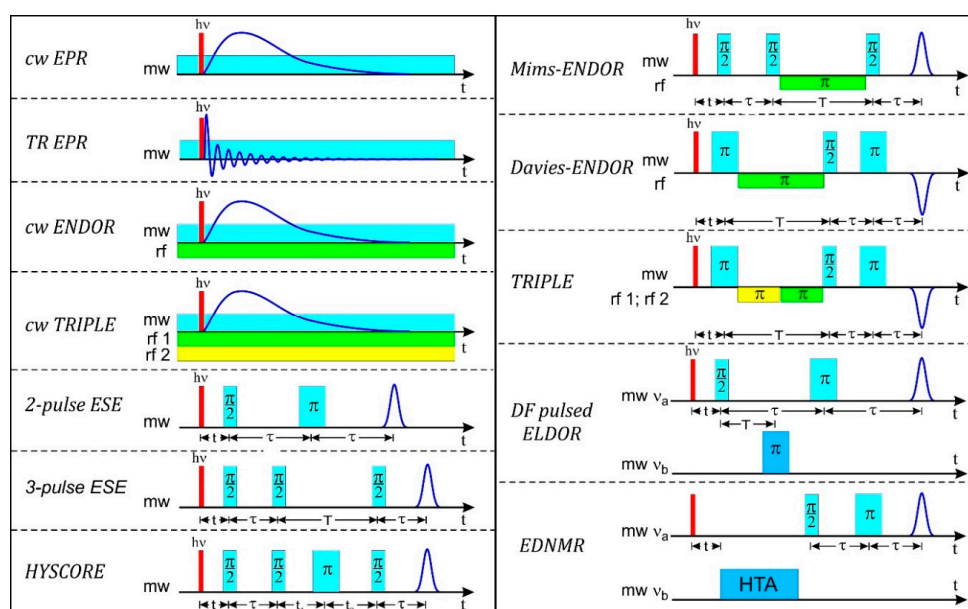 hν
cw EPR
mw
t
hν
TR EPR
mw
t
hν
cw ENDOR
mw
rf
t
hν
cw TRIPLE
mw
rf 1
rf 2
t
hν
2-pulse ESE
mw
π/2
π
t
t τ τ
hν
3-pulse ESE
mw
π/2 π/2 π/2
t
t τ T τ
hν
HYSCORE
mw
π/2 π/2 π π/2
t
t τ t t τ
hν
Mims-ENDOR
mw
π/2 π/2 π/2
rf
π
t
t τ T τ
hν
Davies-ENDOR
mw
π π/2 π
rf
π
t
t T τ τ
hν
TRIPLE
mw
π π/2 π
rf 1; rf 2
π π
t
t T τ τ
hν
DF pulsed
ELDOR
mw νa
π/2 π
t
t τ τ
T
mw νb
π
t
EDNMR
mw νa
π/2 π
t
t τ τ
mw νb
HTA
t